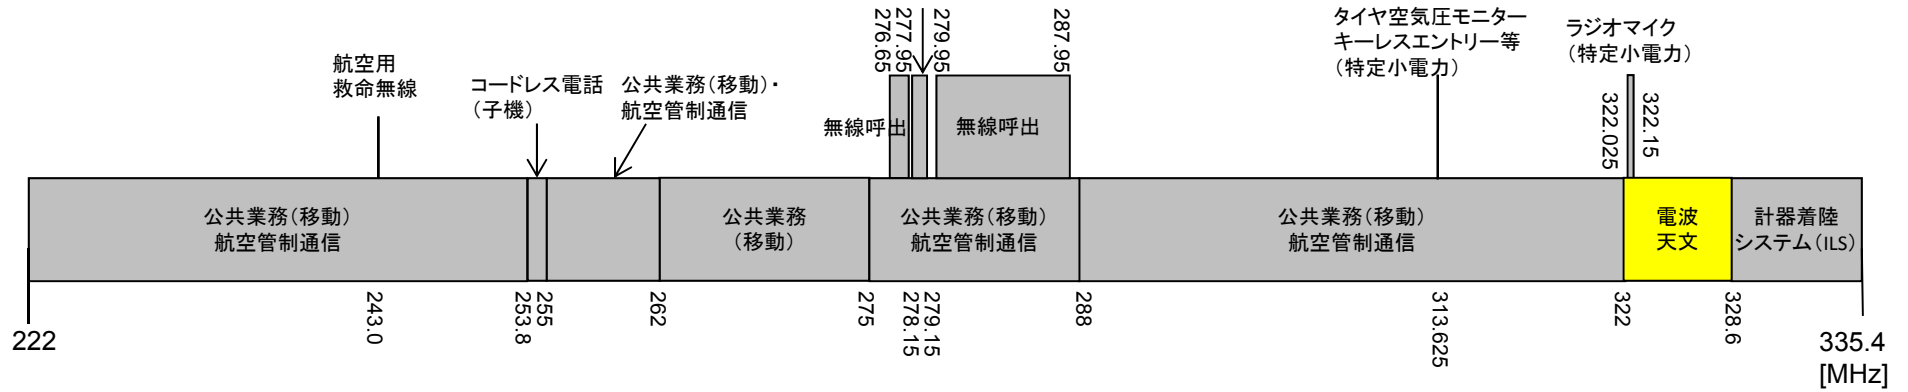 276.65
277.95
279.95
287.95
タイヤ空気圧モニター
キーレスエントリー等
（特定小電力）
ラジオマイク
（特定小電力）
航空用
救命無線
コードレス電話
（子機）
公共業務（移動）・
航空管制通信
無線呼出
無線呼出
322.025
322.15
公共業務（移動）
航空管制通信
公共業務
（移動）
公共業務（移動）
航空管制通信
公共業務（移動）
航空管制通信
電波
天文
計器着陸
システム（ILS）
222
243.0
253.8
255
262
275
278.15
279.15
288
313.625
322
328.6
335.4
[MHz]